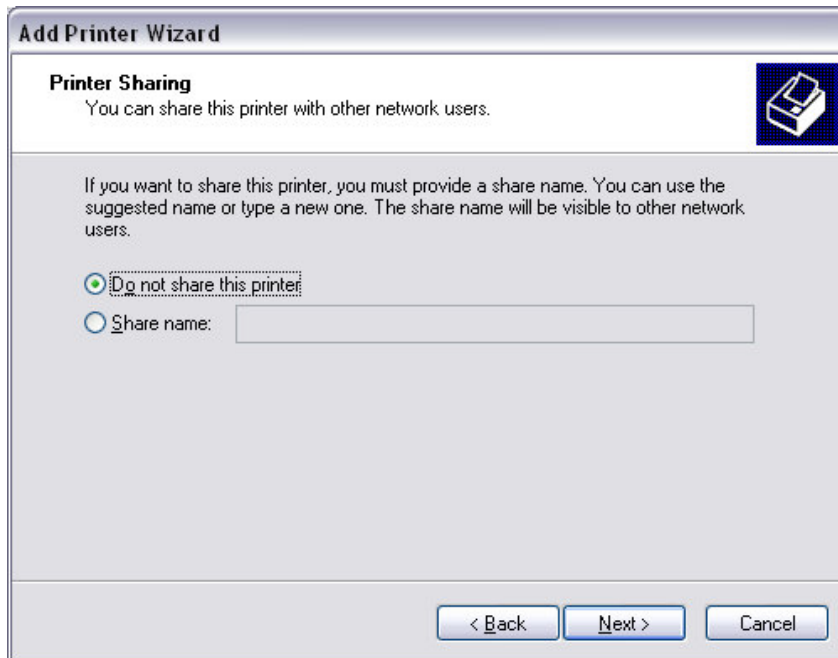 Add Printer Wizard
Printer Sharing
You can share this printer with other network users.
If you want to share this printer, you must provide a share name. You can use the
suggested name or type a new one. The share name will be visible to other network
users.
Do not share this printer
Share name:
< Back Next > Cancel